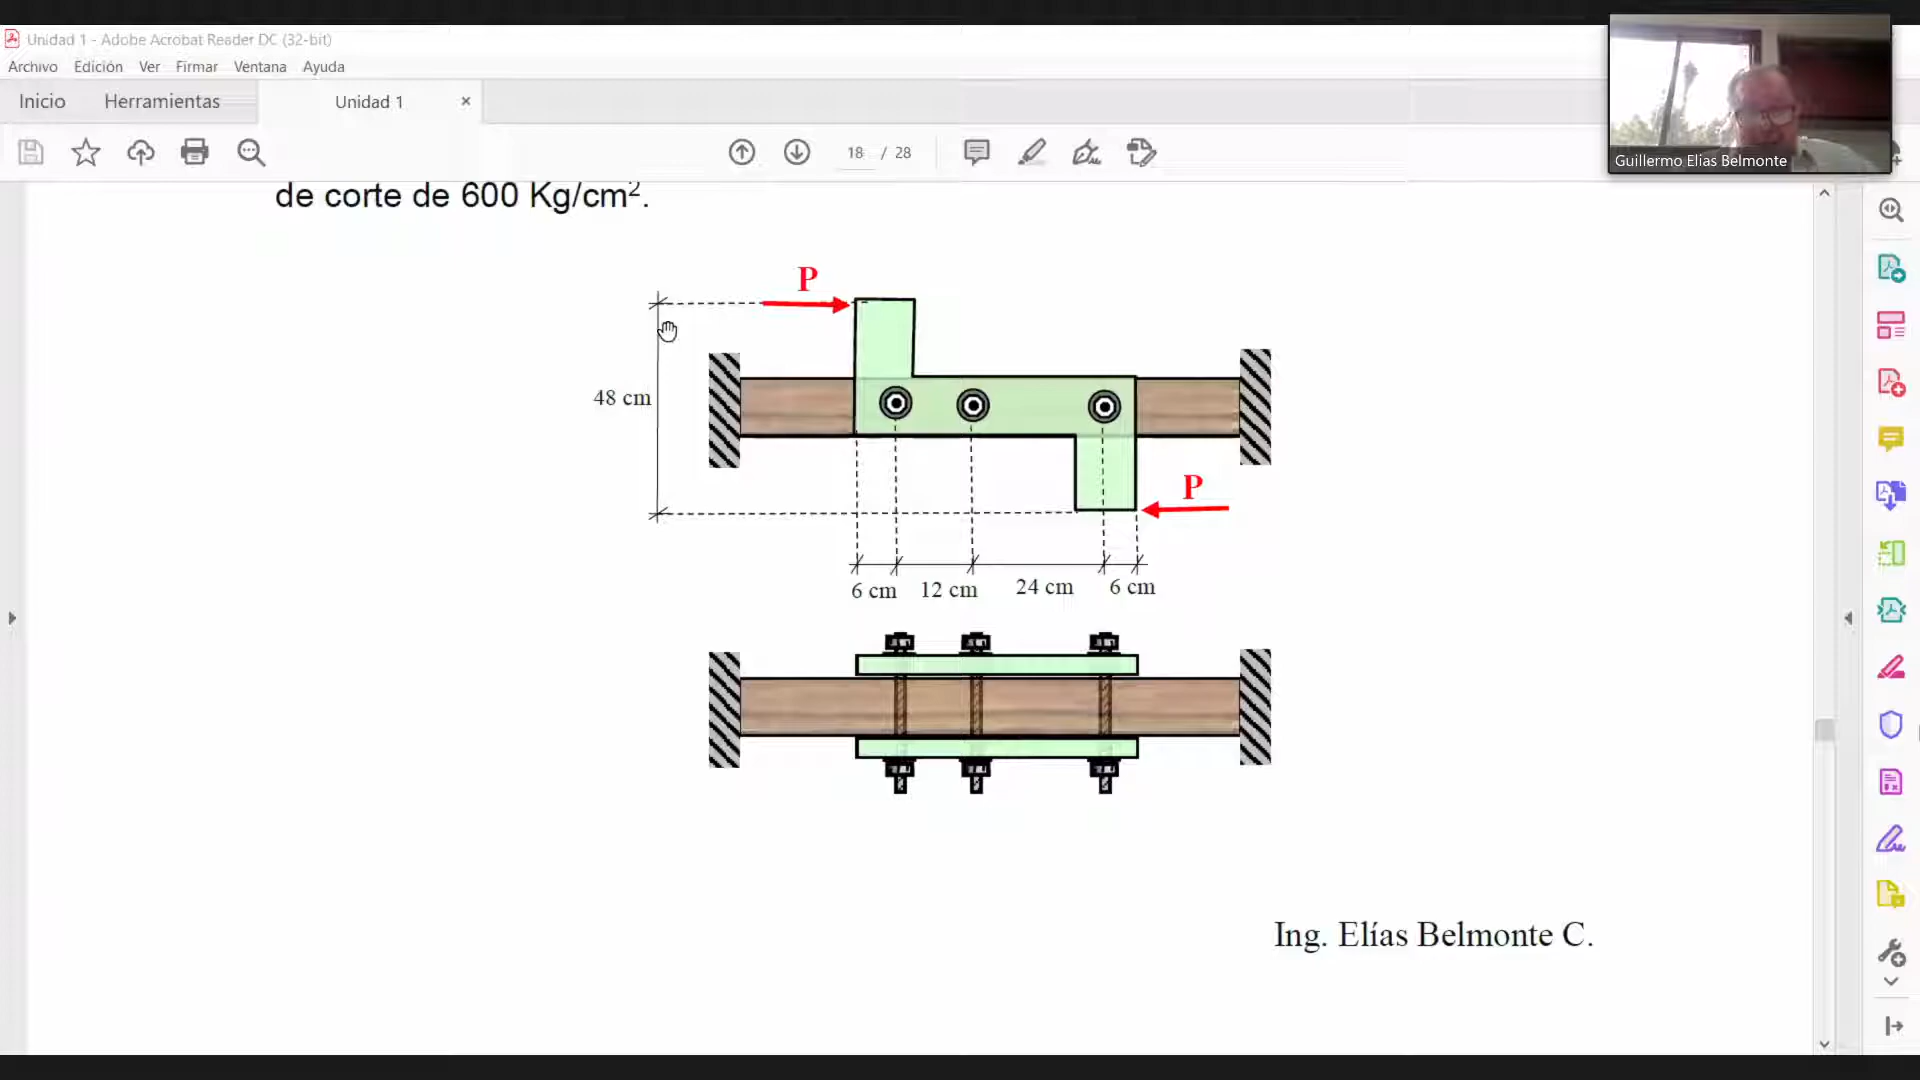 Unidad 1 - Adobe Acrobat Reader DC (32-bit)
Archivo Edición Ver Firmar Ventana Ayuda
Inicio Herramientas Unidad 1 ×
18 / 28
Guillermo Elias Belmonte
de corte de 600 Kg/cm².
P
48 cm
P
6 cm 12 cm 24 cm 6 cm
Ing. Elías Belmonte C.